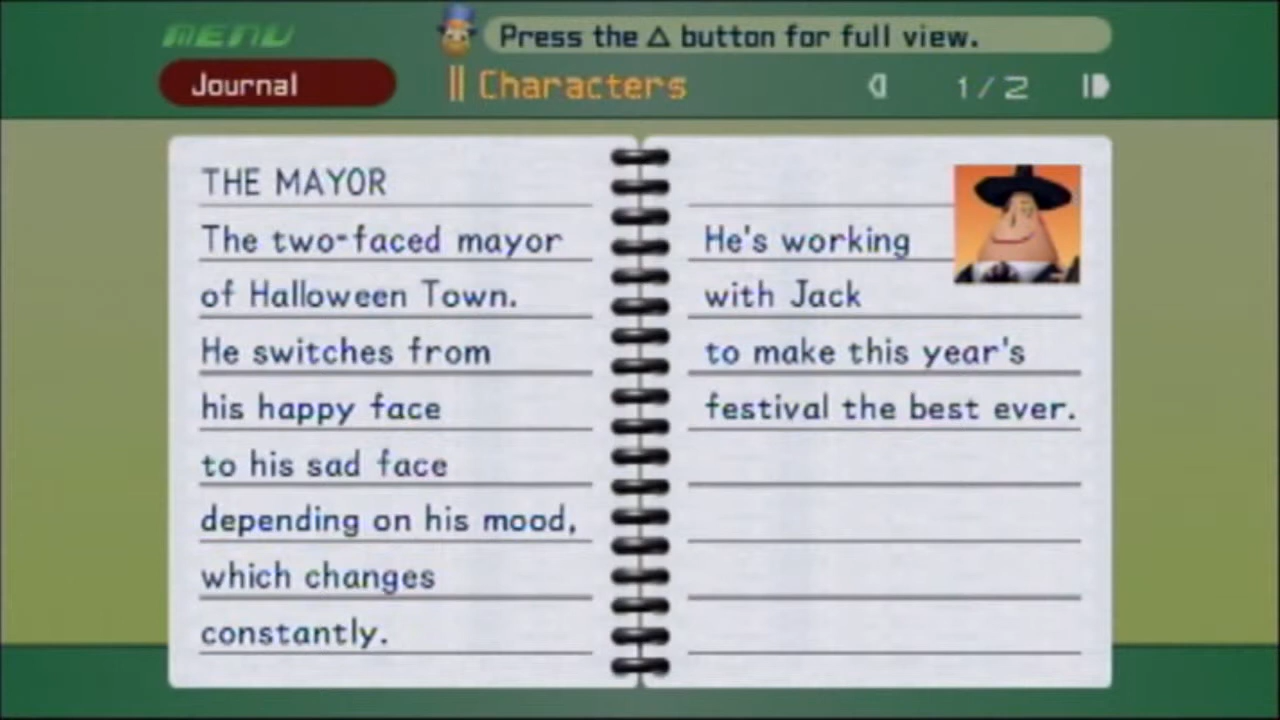 MENU
Press the △ button for full view.
Journal
Characters
1/2
THE MAYOR
The two-faced mayor
of Halloween Town.
He switches from
his happy face
to his sad face
depending on his mood,
which changes
constantly.
He's working
with Jack
to make this year's
festival the best ever.